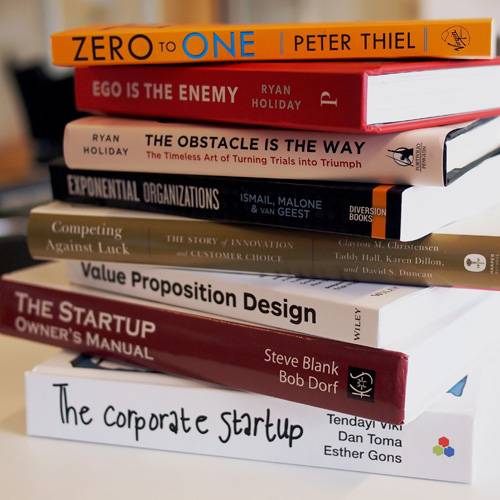 ZERO TO ONE PETER THIEL Virgin
EGO IS THE ENEMY RYAN HOLIDAY P
RYAN HOLIDAY THE OBSTACLE IS THE WAY
The Timeless Art of Turning Trials into Triumph PORTFOLIO PENGUIN
EXPONENTIAL ORGANIZATIONS ISMAIL, MALONE & VAN GEEST DIVERSION BOOKS
Competing Against Luck THE STORY of INNOVATION and CUSTOMER CHOICE Clayton M. Christensen
Taddy Hall, Karen Dillon,
and David S. Duncan
Value Proposition Design WILEY
THE STARTUP
OWNER'S MANUAL
Steve Blank
Bob Dorf
K&S
The corporate startup
Tendayi Viki
Dan Toma
Esther Gons